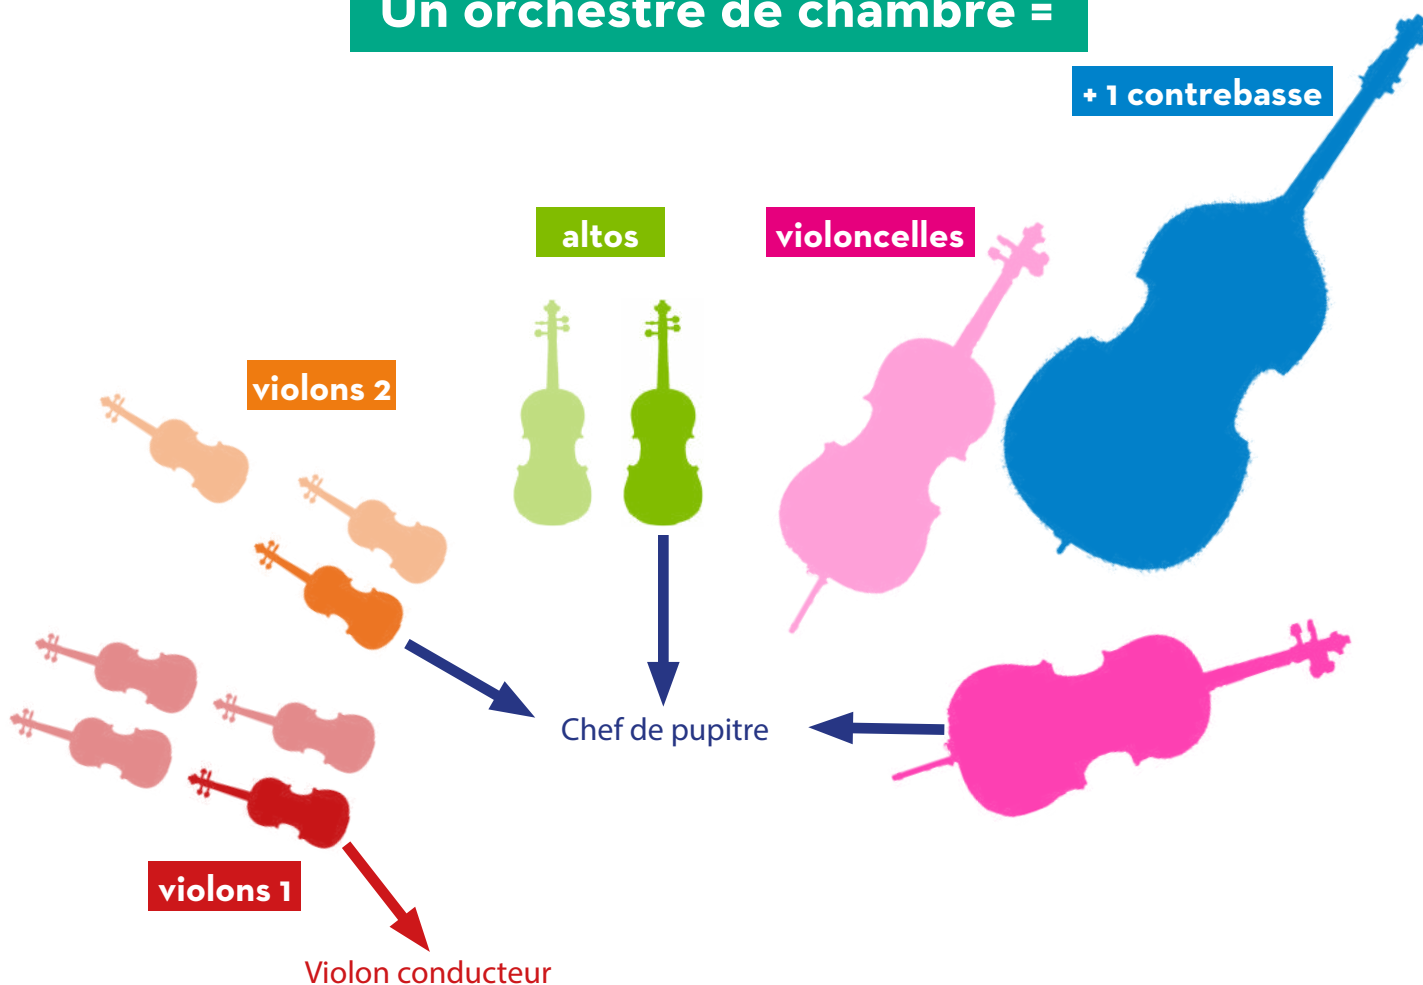 Un orchestre de chambre =
+ 1 contrebasse
altos
violoncelles
violons 2
Chef de pupitre
violons 1
Violon conducteur